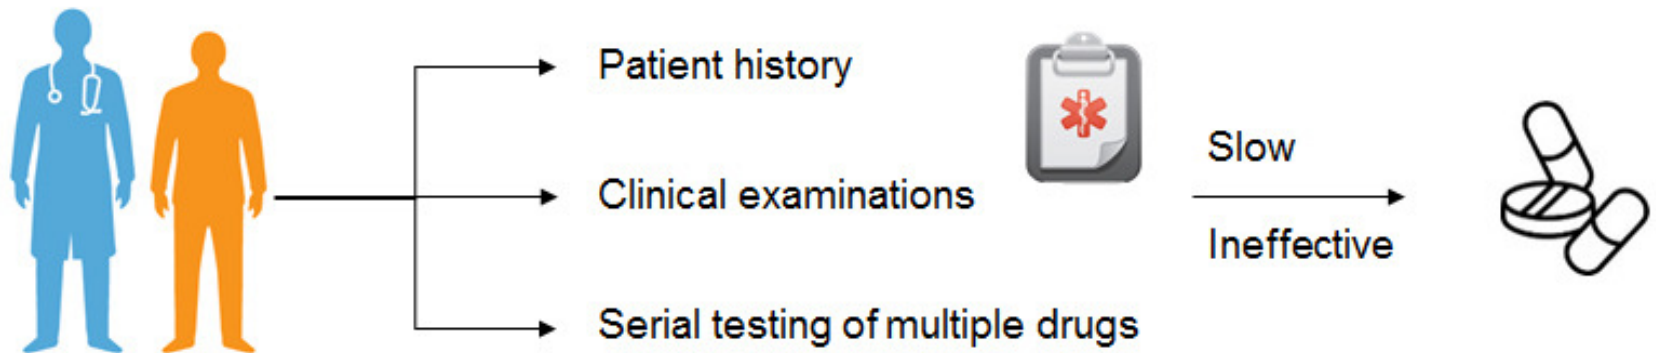 Patient history
Clinical examinations
Serial testing of multiple drugs
Slow
Ineffective